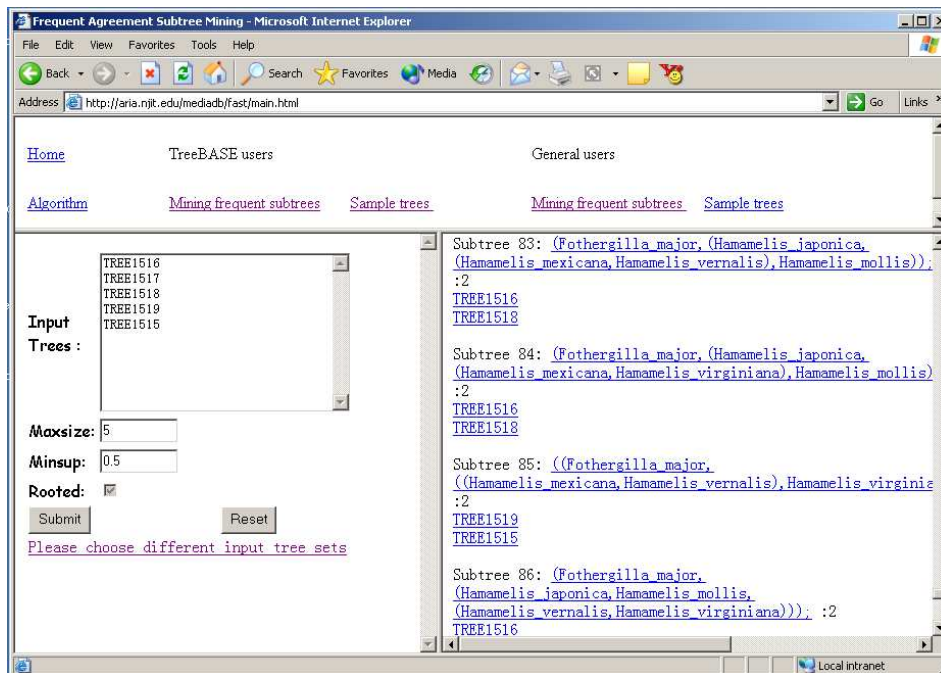 Frequent Agreement Subtree Mining - Microsoft Internet Explorer
File Edit View Favorites Tools Help
Back Search Favorites Media
Address http://aria.njit.edu/mediadb/fast/main.html Go Links
Home TreeBASE users General users
Algorithm Mining frequent subtrees Sample trees Mining frequent subtrees Sample trees
Input
Trees :
TREE1516
TREE1517
TREE1518
TREE1519
TREE1515
Maxsize: 5
Minsup: 0.5
Rooted:
Submit Reset
Please choose different input tree sets
Subtree 83: (Fothergilla_major,(Hamamelis_japonica,
(Hamamelis_mexicana,Hamamelis_vernalis),Hamamelis_mollis));
:2
TREE1516
TREE1518
Subtree 84: (Fothergilla_major,(Hamamelis_japonica,
(Hamamelis_mexicana,Hamamelis_virginiana),Hamamelis_mollis)
:2
TREE1516
TREE1518
Subtree 85: ((Fothergilla_major,
((Hamamelis_mexicana,Hamamelis_vernalis),Hamamelis_virginia
:2
TREE1519
TREE1515
Subtree 86: (Fothergilla_major,
(Hamamelis_japonica,Hamamelis_mollis,
(Hamamelis_vernalis,Hamamelis_virginiana))); :2
TREE1516
Local intranet